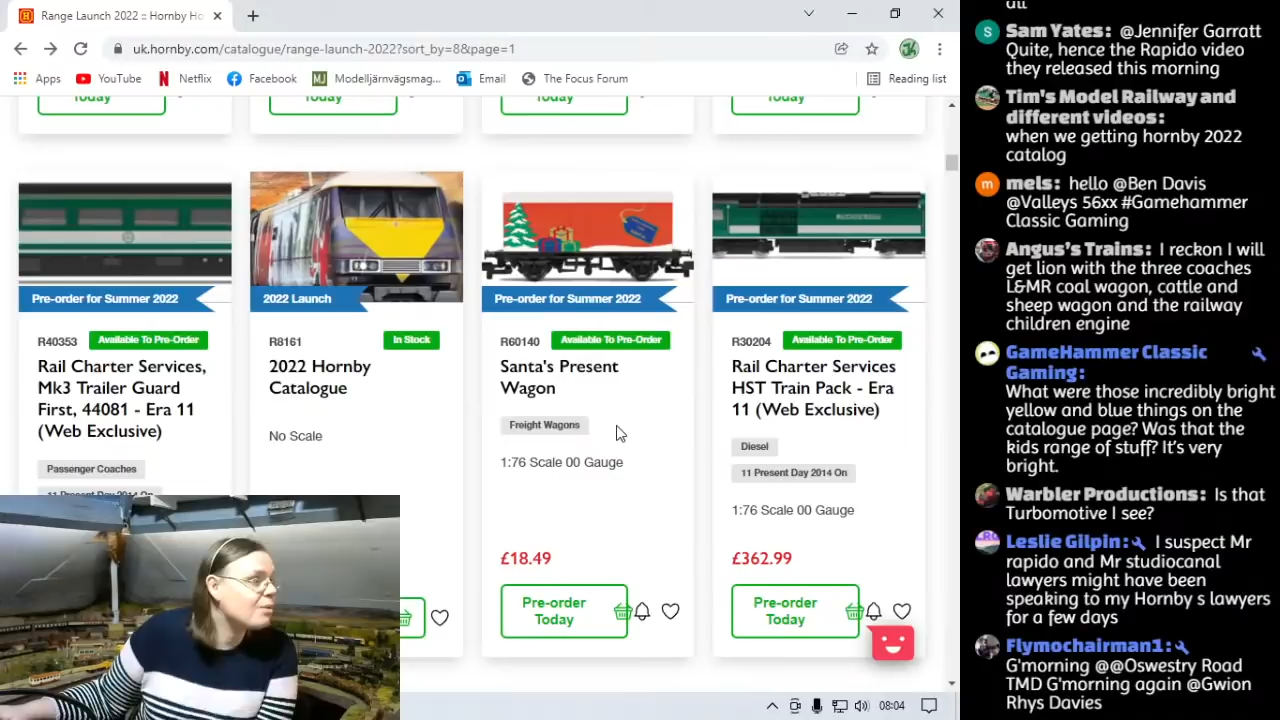 Range Launch 2022 :: Hornby Ho
uk.hornby.com/catalogue/range-launch-2022?sort_by=8&page=1
Apps YouTube Netflix Facebook Modelljärnvägsmag... Email The Focus Forum Reading list
Today Today Today Today
Pre-order for Summer 2022
R40353 Available To Pre-Order
Rail Charter Services,
Mk3 Trailer Guard
First, 44081 - Era 11
(Web Exclusive)
Passenger Coaches
11 Present Day 2014 On
2022 Launch
R8161 In Stock
2022 Hornby
Catalogue
No Scale
Pre-order for Summer 2022
R60140 Available To Pre-Order
Santa's Present
Wagon
Freight Wagons
1:76 Scale 00 Gauge
£18.49
Pre-order
Today
Pre-order for Summer 2022
R30204 Available To Pre-Order
Rail Charter Services
HST Train Pack - Era
11 (Web Exclusive)
Diesel
11 Present Day 2014 On
1:76 Scale 00 Gauge
£362.99
Pre-order
Today
08:04
all
Sam Yates: @Jennifer Garratt
Quite, hence the Rapido video
they released this morning
Tim's Model Railway and
different videos:
when we getting hornby 2022
catalog
mels: hello @Ben Davis
@Valleys 56xx #Gamehammer
Classic Gaming
Angus's Trains: I reckon I will
get lion with the three coaches
L&MR coal wagon, cattle and
sheep wagon and the railway
children engine
GameHammer Classic
Gaming:
What were those incredibly bright
yellow and blue things on the
catalogue page? Was that the
kids range of stuff? It's very
bright.
Warbler Productions: Is that
Turbomotive I see?
Leslie Gilpin: I suspect Mr
rapido and Mr studiocanal
lawyers might have been
speaking to my Hornby s lawyers
for a few days
Flymochairman1:
G'morning @@Oswestry Road
TMD G'morning again @Gwion
Rhys Davies